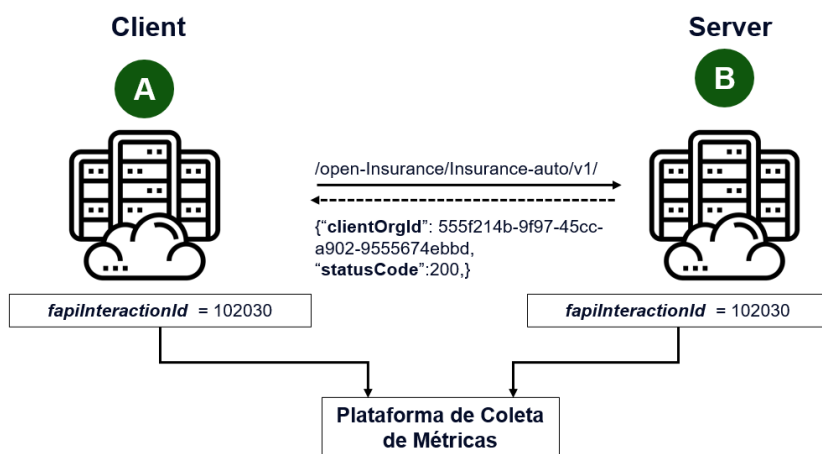 Client
Server
A
B
/open-Insurance/Insurance-auto/v1/
{“clientOrgId”: 555f214b-9f97-45cc-
a902-9555674ebbd,
“statusCode”:200,}
fapiInteractionId = 102030
fapiInteractionId = 102030
Plataforma de Coleta
de Métricas